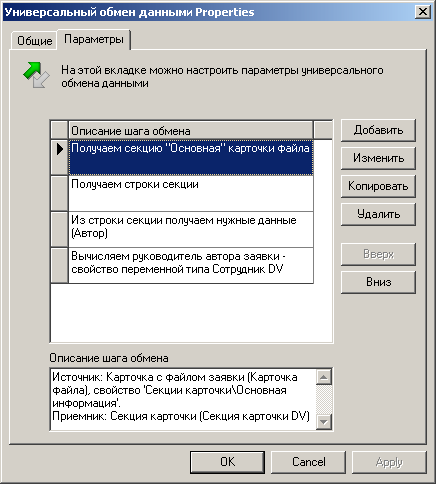 Универсальный обмен данными Properties
Общие
Параметры
На этой вкладке можно настроить параметры универсального
обмена данными
Описание шага обмена
Получаем секцию "Основная" карточки файла
Получаем строки секции
Из строки секции получаем нужные данные
(Автор)
Вычисляем руководитель автора заявки -
свойство переменной типа Сотрудник DV
Добавить
Изменить
Копировать
Удалить
Вверх
Вниз
Описание шага обмена
Источник: Карточка с файлом заявки (Карточка
файла), свойство 'Секции карточки\Основная
информация'.
Приемник: Секция карточки (Секция карточки DV)
OK
Cancel
Apply